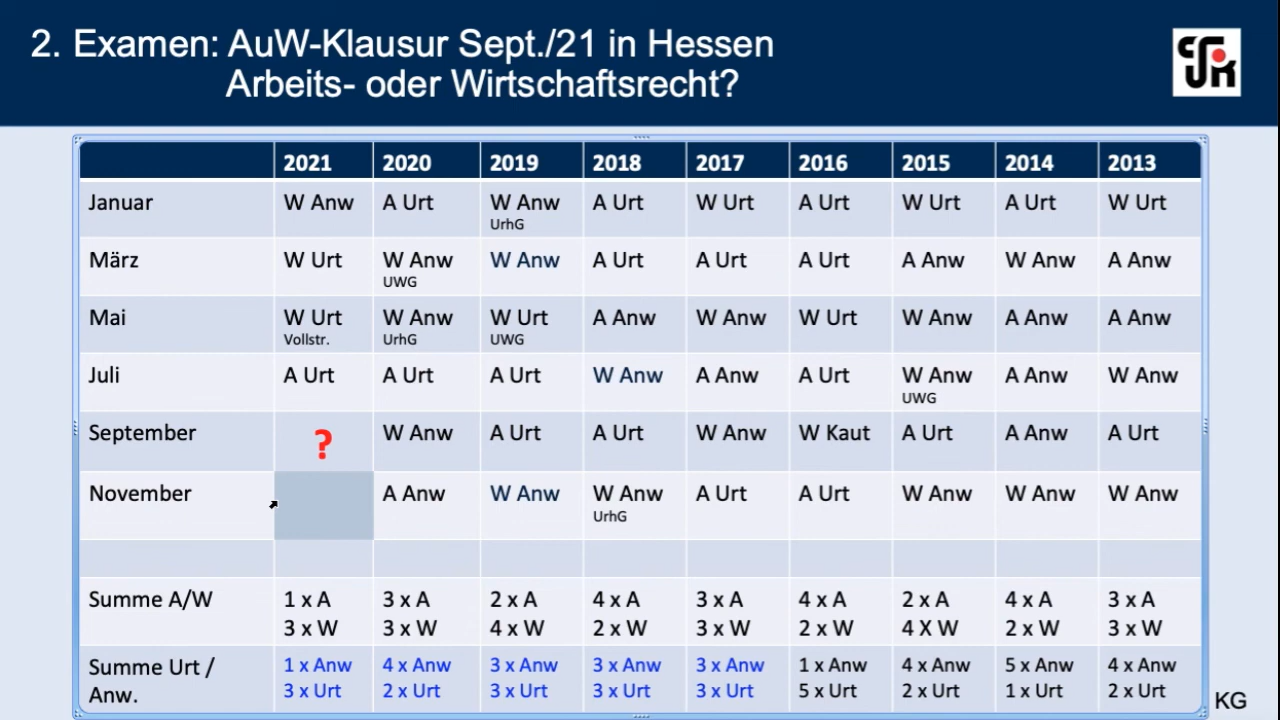 2. Examen: AuW-Klausur Sept./21 in Hessen
Arbeits- oder Wirtschaftsrecht?
2021 2020 2019 2018 2017 2016 2015 2014 2013
Januar W Anw A Urt W Anw A Urt W Urt A Urt W Urt A Urt W Urt
UrhG
März W Urt W Anw W Anw A Urt A Urt A Urt A Anw W Anw A Anw
UWG
Mai W Urt W Anw W Urt A Anw W Anw W Urt W Anw A Anw A Anw
Vollstr. UrhG UWG
Juli A Urt A Urt A Urt W Anw A Anw A Urt W Anw A Anw W Anw
UWG
September ? W Anw A Urt A Urt W Anw W Kaut A Urt A Anw A Urt
November A Anw W Anw W Anw A Urt A Urt W Anw W Anw W Anw
UrhG
Summe A/W 1 x A 3 x A 2 x A 4 x A 3 x A 4 x A 2 x A 4 x A 3 x A
3 x W 3 x W 4 x W 2 x W 3 x W 2 x W 4 X W 2 x W 3 x W
Summe Urt / 1 x Anw 4 x Anw 3 x Anw 3 x Anw 3 x Anw 1 x Anw 4 x Anw 5 x Anw 4 x Anw
Anw. 3 x Urt 2 x Urt 3 x Urt 3 x Urt 3 x Urt 5 x Urt 2 x Urt 1 x Urt 2 x Urt
KG